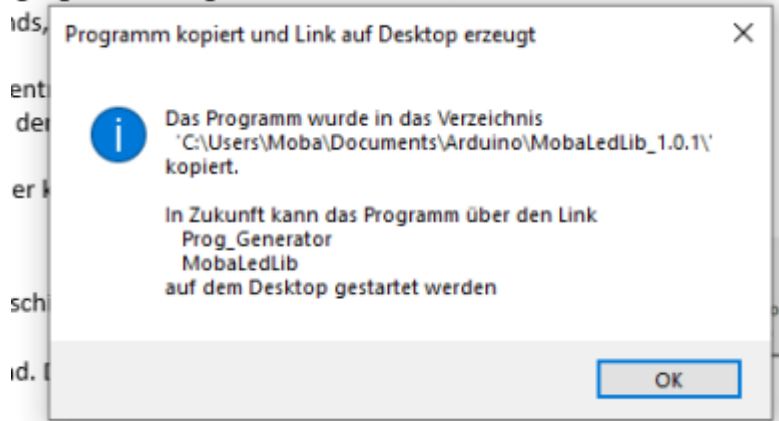 Programm kopiert und Link auf Desktop erzeugt
Das Programm wurde in das Verzeichnis
'C:\Users\Moba\Documents\Arduino\MobaLedLib_1.0.1\'
kopiert.
In Zukunft kann das Programm über den Link
Prog_Generator
MobaLedLib
auf dem Desktop gestartet werden
OK